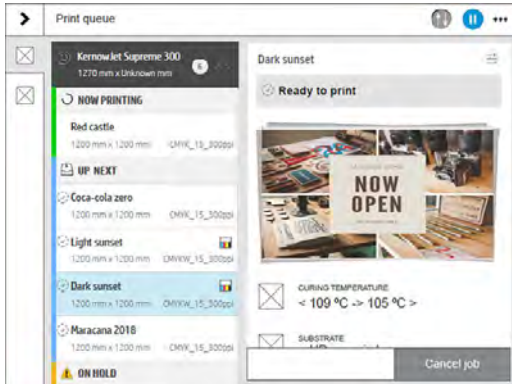 Print queue
KernowJet Supreme 300
1270 mm x Unknown mm
6
NOW PRINTING
Red castle
1200 mm x 1200 mm CMYK_15_300ppi
UP NEXT
Coca-cola zero
1200 mm x 1200 mm CMYK_15_300ppi
Light sunset
1200 mm x 1200 mm CMYKW_15_300ppi
Dark sunset
1200 mm x 1200 mm CMYKW_15_300ppi
Maracana 2018
1200 mm x 1200 mm CMYK_15_300ppi
ON HOLD
Dark sunset
Ready to print
NOW
OPEN
CURING TEMPERATURE
< 109 ºC -> 105 ºC >
SUBSTRATE
Cancel job